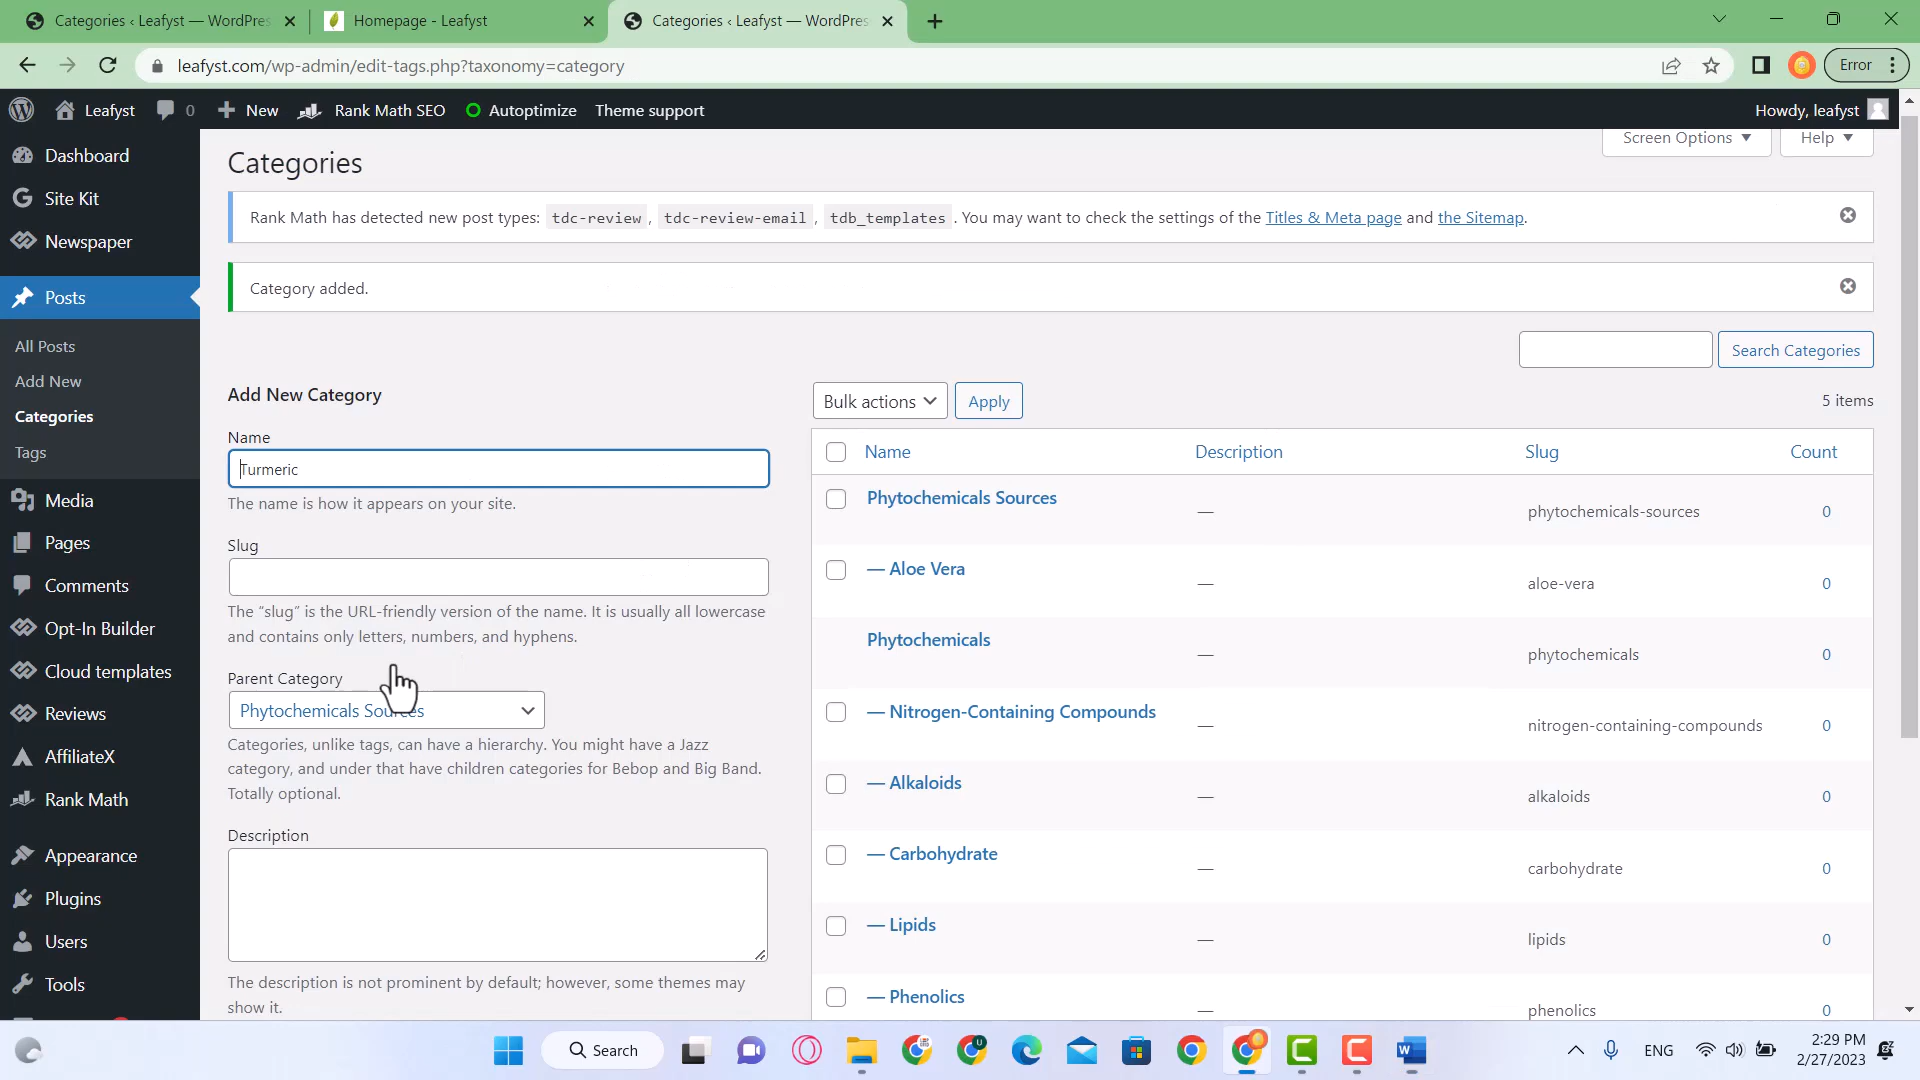 Categories ‹ Leafyst — WordPres
Homepage - Leafyst
Categories ‹ Leafyst — WordPres
leafyst.com/wp-admin/edit-tags.php?taxonomy=category
Error
Leafyst
0
New
Rank Math SEO
Autoptimize
Theme support
Howdy, leafyst
Dashboard
Site Kit
Newspaper
Posts
All Posts
Add New
Categories
Tags
Media
Pages
Comments
Opt-In Builder
Cloud templates
Reviews
AffiliateX
Rank Math
Appearance
Plugins
Users
Tools
Screen Options
Help
Categories
Rank Math has detected new post types: tdc-review, tdc-review-email, tdb_templates. You may want to check the settings of the Titles & Meta page and the Sitemap.
Category added.
Search Categories
Add New Category
Name
Turmeric
The name is how it appears on your site.
Slug
The “slug” is the URL-friendly version of the name. It is usually all lowercase
and contains only letters, numbers, and hyphens.
Parent Category
Phytochemicals Sources
Categories, unlike tags, can have a hierarchy. You might have a Jazz
category, and under that have children categories for Bebop and Big Band.
Totally optional.
Description
The description is not prominent by default; however, some themes may
show it.
Bulk actions
Apply
5 items
Name Description Slug Count
Phytochemicals Sources — phytochemicals-sources 0
— Aloe Vera — aloe-vera 0
Phytochemicals — phytochemicals 0
— Nitrogen-Containing Compounds — nitrogen-containing-compounds 0
— Alkaloids — alkaloids 0
— Carbohydrate — carbohydrate 0
— Lipids — lipids 0
— Phenolics — phenolics 0
Search
ENG
2:29 PM
2/27/2023